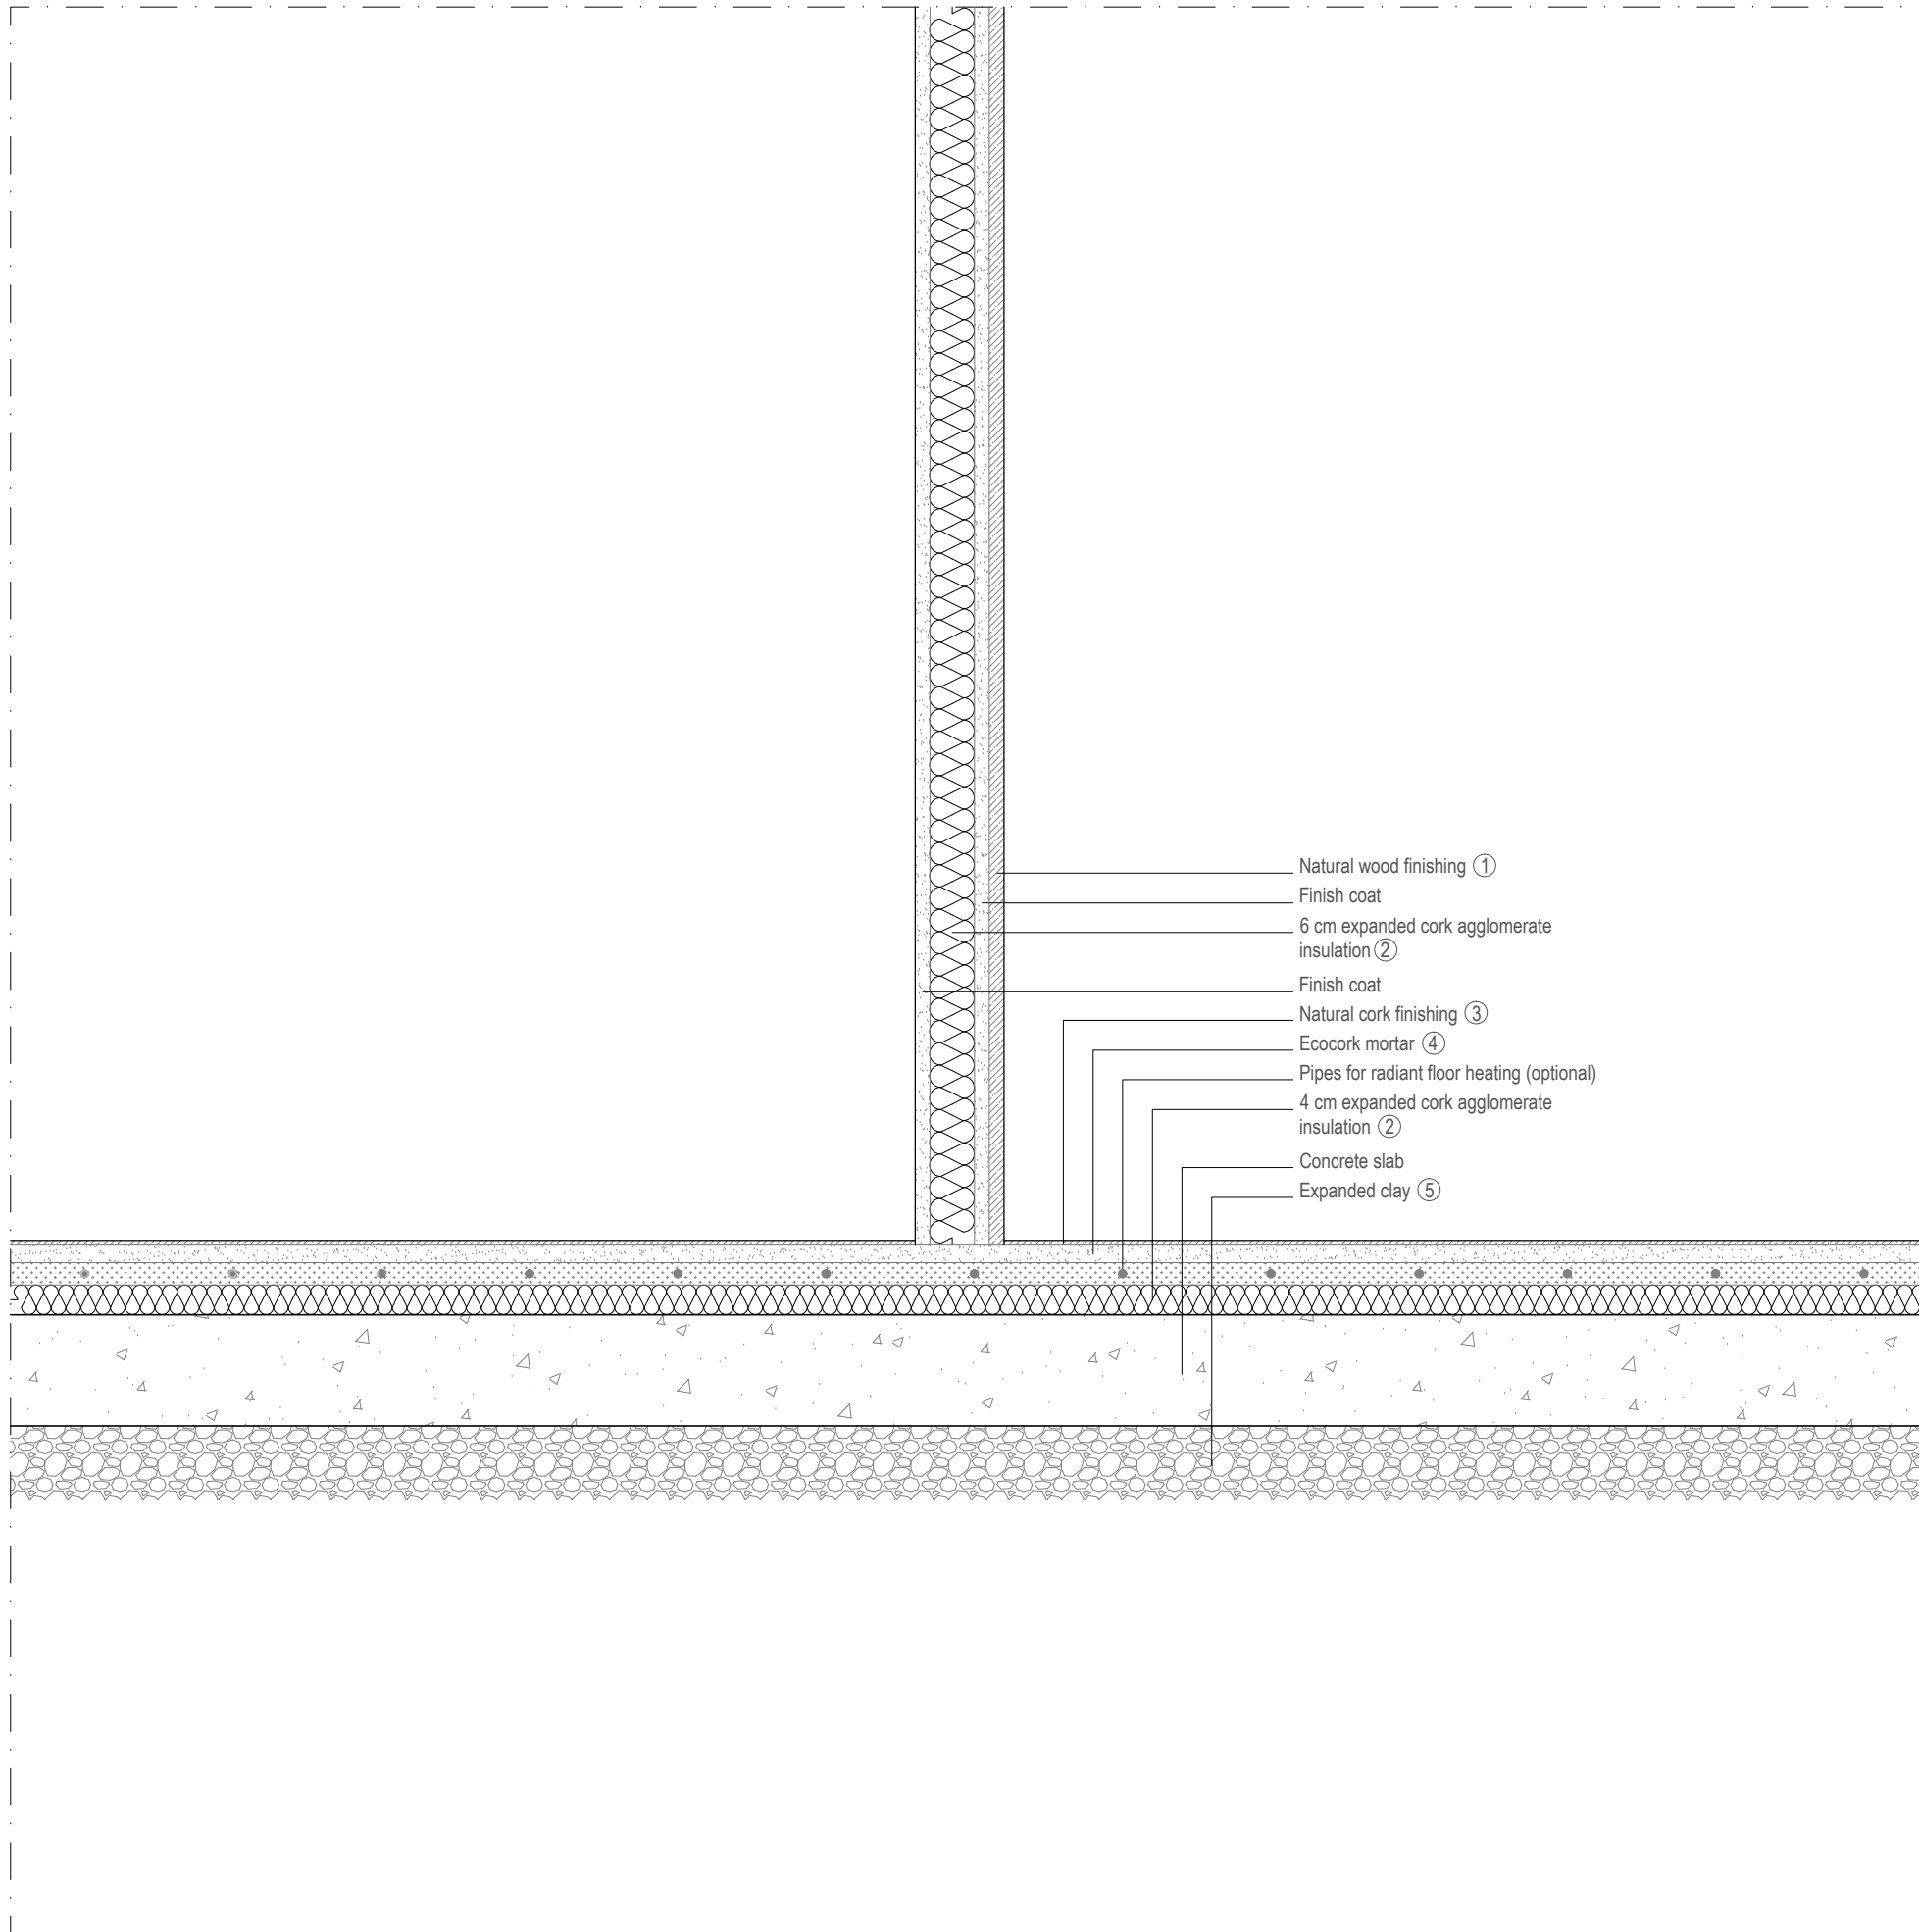 Natural wood finishing ①
Finish coat
6 cm expanded cork agglomerate
insulation ②
Finish coat
Natural cork finishing ③
Ecocork mortar ④
Pipes for radiant floor heating (optional)
4 cm expanded cork agglomerate
insulation ②
Concrete slab
Expanded clay ⑤